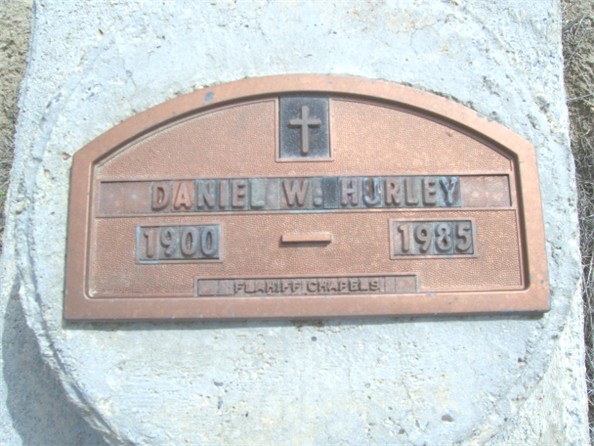 DANIEL W. HURLEY
1900 — 1985
FLAHIFF CHAPELS